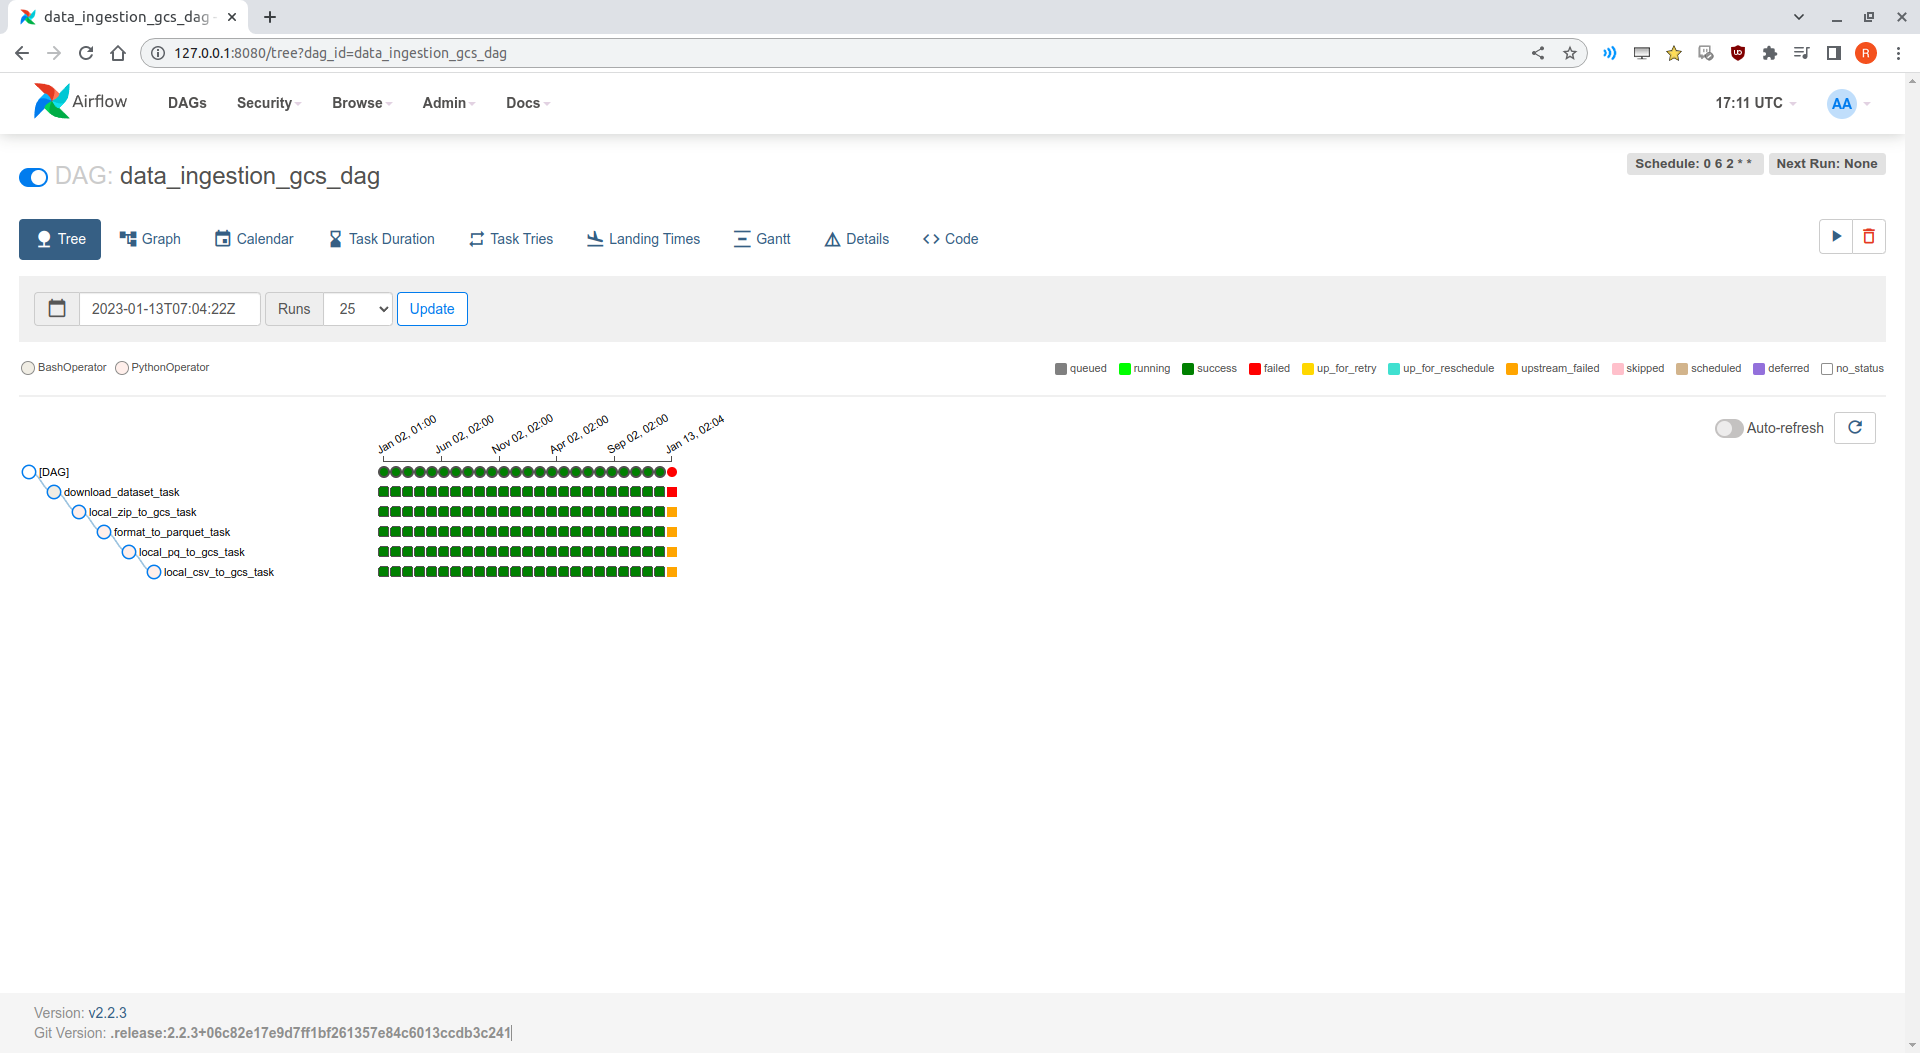 data_ingestion_gcs_dag
127.0.0.1:8080/tree?dag_id=data_ingestion_gcs_dag
R
Airflow DAGs Security Browse Admin Docs 17:11 UTC AA
DAG: data_ingestion_gcs_dag
Schedule: 0 6 2 * * Next Run: None
Tree Graph Calendar Task Duration Task Tries Landing Times Gantt Details Code
2023-01-13T07:04:22Z Runs 25 Update
BashOperator PythonOperator queued running success failed up_for_retry up_for_reschedule upstream_failed skipped scheduled deferred no_status
Jan 02, 01:00 Jun 02, 02:00 Nov 02, 02:00 Apr 02, 02:00 Sep 02, 02:00 Jan 13, 02:04
Auto-refresh
[DAG]
download_dataset_task
local_zip_to_gcs_task
format_to_parquet_task
local_pq_to_gcs_task
local_csv_to_gcs_task
Version: v2.2.3
Git Version: .release:2.2.3+06c82e17e9d7ff1bf261357e84c6013ccdb3c241